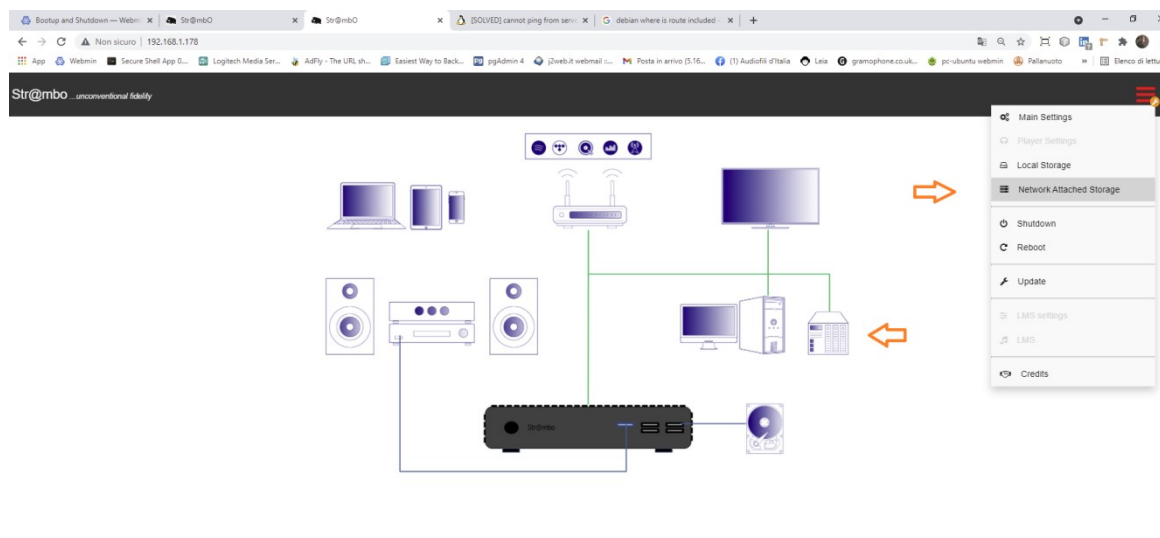 Bootup and Shutdown — Webmi
Str@mbO
Str@mbO
[SOLVED] cannot ping from serve
debian where is route included -
Non sicuro | 192.168.1.178
App
Webmin
Secure Shell App 0...
Logitech Media Ser...
AdFly - The URL sh...
Easiest Way to Back...
pgAdmin 4
j2web.it webmail ::...
Posta in arrivo (5.16...
(1) Audiofili d'Italia
Leia
gramophone.co.uk...
pc-ubuntu webmin
Pallanuoto
»
Elenco di lettu
Str@mbo ...unconventional fidelity
Main Settings
Player Settings
Local Storage
Network Attached Storage
Shutdown
Reboot
Update
LMS settings
LMS
Credits
Str@mbo